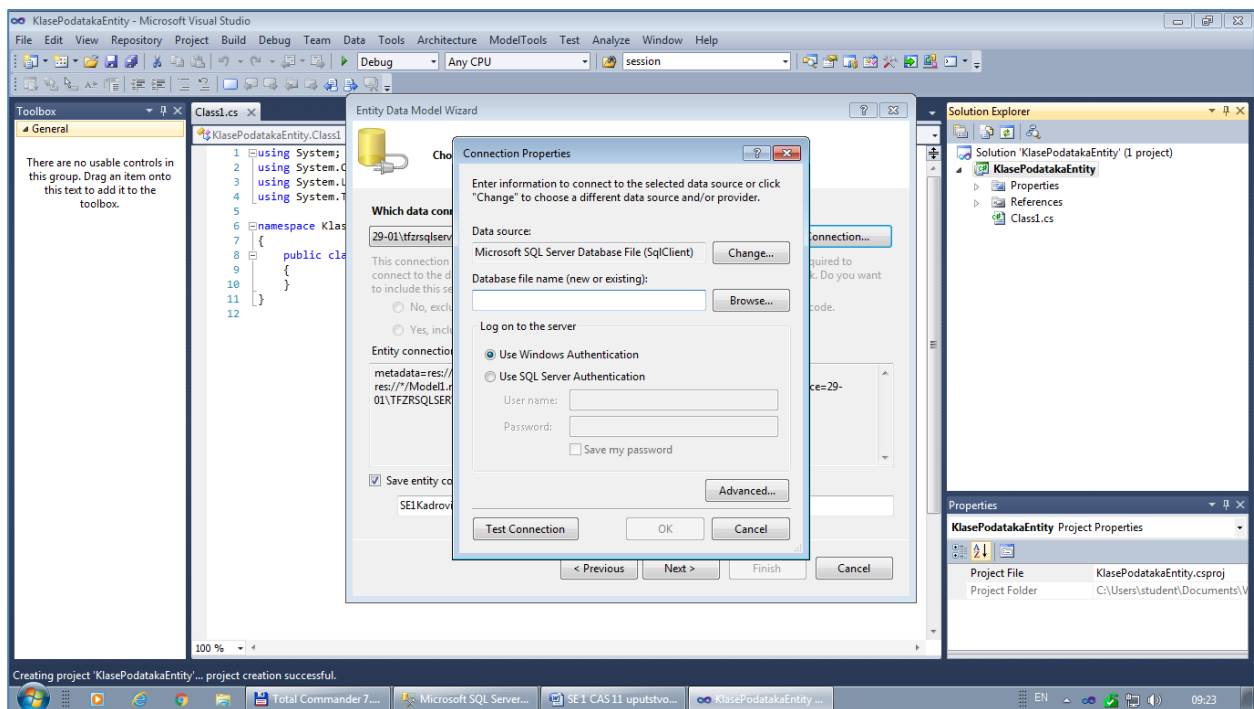 KlasePodatakaEntity - Microsoft Visual Studio
File Edit View Repository Project Build Debug Team Data Tools Architecture ModelTools Test Analyze Window Help
Debug Any CPU session
Toolbox
General
There are no usable controls in
this group. Drag an item onto
this text to add it to the
toolbox.
Class1.cs
KlasePodatakaEntity.Class1
1 using System;
2 using System.C
3 using System.L
4 using System.T
5
6 namespace Klas
7 {
8 public cla
9 {
10 }
11 }
12
100 %
Entity Data Model Wizard
Cho
Which data conn
29-01\tfzrsqlserv
Connection...
This connection
quired to
connect to the d
k. Do you want
to include this se
No, exclu
code.
Yes, inclu
Entity connection
metadata=res://
res://*/Model1.m
ce=29-
01\TFZRSQLSER
Save entity co
SE1Kadrovi
< Previous Next > Finish Cancel
Connection Properties
Enter information to connect to the selected data source or click
"Change" to choose a different data source and/or provider.
Data source:
Microsoft SQL Server Database File (SqlClient) Change...
Database file name (new or existing):
Browse...
Log on to the server
Use Windows Authentication
Use SQL Server Authentication
User name:
Password:
Save my password
Advanced...
Test Connection OK Cancel
Solution Explorer
Solution 'KlasePodatakaEntity' (1 project)
KlasePodatakaEntity
Properties
References
Class1.cs
Properties
KlasePodatakaEntity Project Properties
Project File KlasePodatakaEntity.csproj
Project Folder C:\Users\student\Documents\V
Creating project 'KlasePodatakaEntity'... project creation successful.
Total Commander 7.... Microsoft SQL Server... SE 1 CAS 11 uputstvo... KlasePodatakaEntity ... EN 09:23